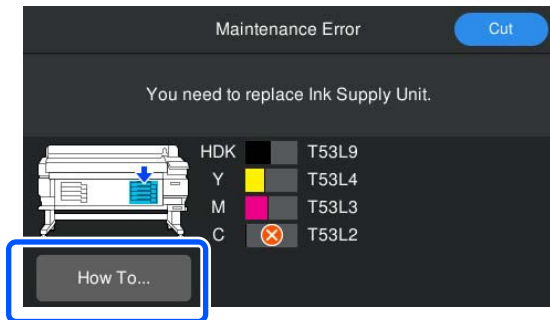 Maintenance Error
Cut
You need to replace Ink Supply Unit.
HDK T53L9
Y T53L4
M T53L3
C T53L2
How To...